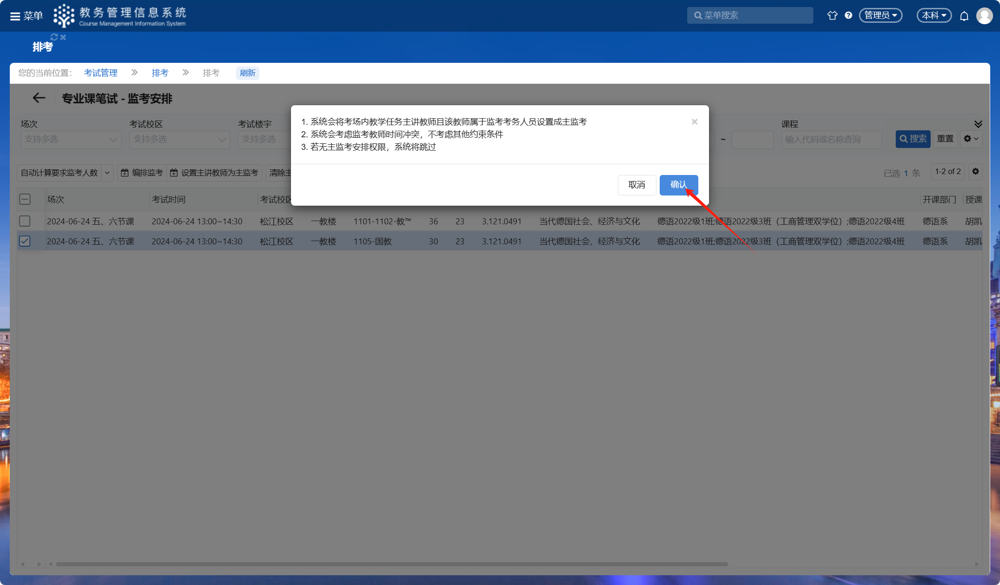 菜单
教务管理信息系统
Course Management Information System
菜单搜索
管理员
本科
排考
您的当前位置： 考试管理 排考 排考 刷新
专业课笔试 - 监考安排
场次 考试校区 考试楼宇 课程
支持多选 支持多选 支持多选 ~ 输入代码或名称查询 搜索 重置
1. 系统会将考场内教学任务主讲教师且该教师属于监考考务人员设置成主监考
2. 系统会考虑监考教师时间冲突，不考虑其他约束条件
3. 若无主监考安排权限，系统将跳过
取消 确认
自动计算要求监考人数 编排监考 设置主讲教师为主监考 清除主 已选 1 条 1-2 of 2
场次 考试时间 考试校区 开课部门 授课
2024-06-24 五、六节课 2024-06-24 13:00~14:30 松江校区 一教楼 1101-1102-教™ 36 23 3.121.0491 当代德国社会、经济与文化 德语2022级1班;德语2022级3班（工商管理双学位）;德语2022级4班 德语系 胡凯
2024-06-24 五、六节课 2024-06-24 13:00~14:30 松江校区 一教楼 1105-国教 30 23 3.121.0491 当代德国社会、经济与文化 德语2022级1班;德语2022级3班（工商管理双学位）;德语2022级4班 德语系 胡凯